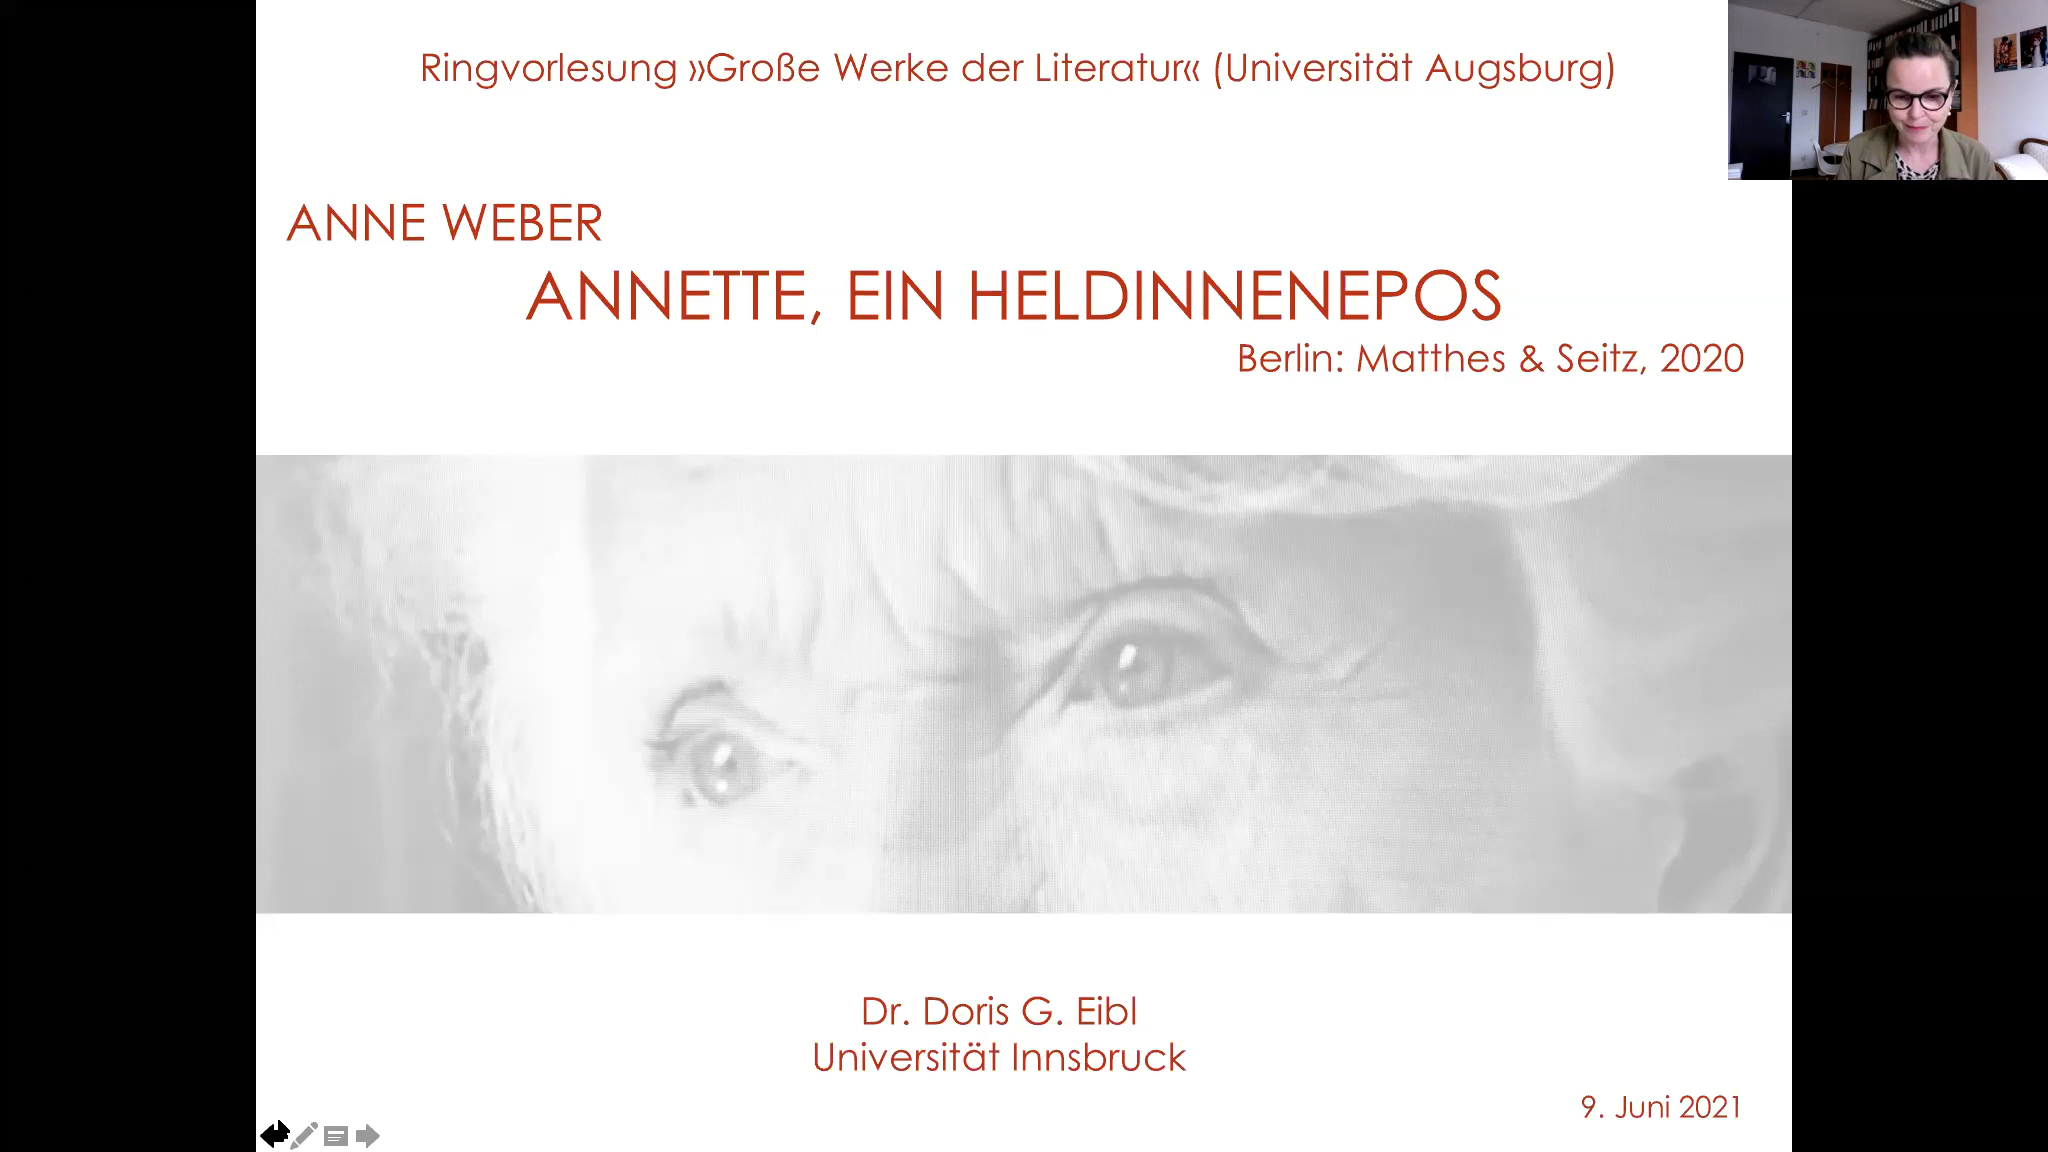 Ringvorlesung »Große Werke der Literatur« (Universität Augsburg)
ANNE WEBER
ANNETTE, EIN HELDINNENEPOS
Berlin: Matthes & Seitz, 2020
Dr. Doris G. Eibl
Universität Innsbruck
9. Juni 2021